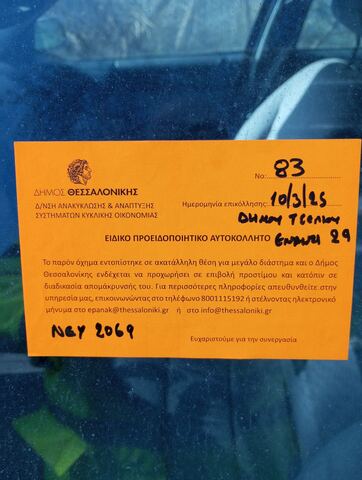 No: 83
ΔΗΜΟΣ ΘΕΣΣΑΛΟΝΙΚΗΣ
Δ/ΝΣΗ ΑΝΑΚΥΚΛΩΣΗΣ & ΑΝΑΠΤΥΞΗΣ
ΣΥΣΤΗΜΑΤΩΝ ΚΥΚΛΙΚΗΣ ΟΙΚΟΝΟΜΙΑΣ
Ημερομηνία επικόλλησης: 10/3/25
ΔΗΜΟΥ ΤΣΕΛΙΟΥ
ΕΙΔΙΚΟ ΠΡΟΕΙΔΟΠΟΙΗΤΙΚΟ ΑΥΤΟΚΟΛΛΗΤΟ
ΕΝΑΝΤΙ 29
Το παρόν όχημα εντοπίστηκε σε ακατάλληλη θέση για μεγάλο διάστημα και ο Δήμος
Θεσσαλονίκης ενδέχεται να προχωρήσει σε επιβολή προστίμου και κατόπιν σε
διαδικασία απομάκρυνσής του. Για περισσότερες πληροφορίες απευθυνθείτε στην
υπηρεσία μας, επικοινωνώντας στο τηλέφωνο 8001115192 ή στέλνοντας ηλεκτρονικό
μήνυμα στο epanak@thessaloniki.gr ή στο info@thessaloniki.gr
ΝΕΥ 2069
Ευχαριστούμε για την συνεργασία